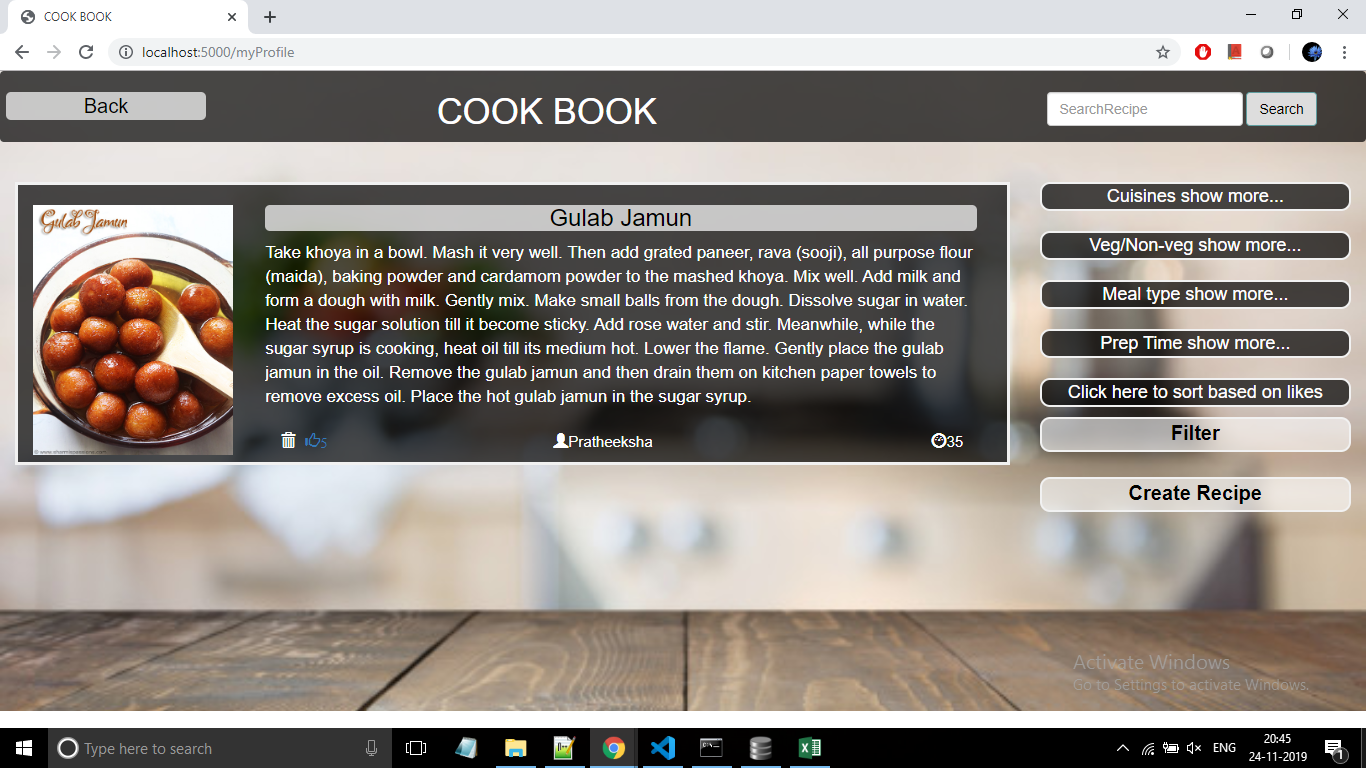 COOK BOOK
localhost:5000/myProfile
Back
COOK BOOK
SearchRecipe
Search
Gulab Jamun
Gulab Jamun
Take khoya in a bowl. Mash it very well. Then add grated paneer, rava (sooji), all purpose flour
(maida), baking powder and cardamom powder to the mashed khoya. Mix well. Add milk and
form a dough with milk. Gently mix. Make small balls from the dough. Dissolve sugar in water.
Heat the sugar solution till it become sticky. Add rose water and stir. Meanwhile, while the
sugar syrup is cooking, heat oil till its medium hot. Lower the flame. Gently place the gulab
jamun in the oil. Remove the gulab jamun and then drain them on kitchen paper towels to
remove excess oil. Place the hot gulab jamun in the sugar syrup.
5
Pratheeksha
35
Cuisines show more...
Veg/Non-veg show more...
Meal type show more...
Prep Time show more...
Click here to sort based on likes
Filter
Create Recipe
Activate Windows
Go to Settings to activate Windows.
Type here to search
ENG
20:45
24-11-2019
1